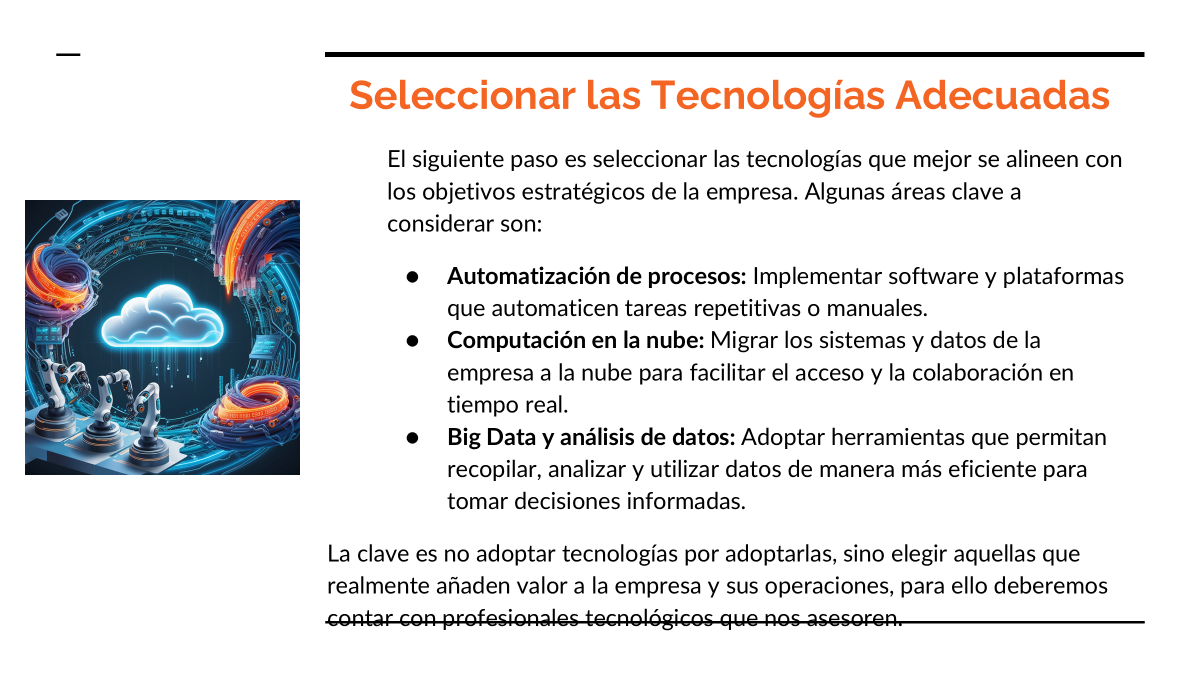 Seleccionar las Tecnologías Adecuadas
El siguiente paso es seleccionar las tecnologías que mejor se alineen con
los objetivos estratégicos de la empresa. Algunas áreas clave a
considerar son:
● Automatización de procesos: Implementar software y plataformas
que automaticen tareas repetitivas o manuales.
● Computación en la nube: Migrar los sistemas y datos de la
empresa a la nube para facilitar el acceso y la colaboración en
tiempo real.
● Big Data y análisis de datos: Adoptar herramientas que permitan
recopilar, analizar y utilizar datos de manera más eficiente para
tomar decisiones informadas.
La clave es no adoptar tecnologías por adoptarlas, sino elegir aquellas que
realmente añaden valor a la empresa y sus operaciones, para ello deberemos
contar con profesionales tecnológicos que nos asesoren.